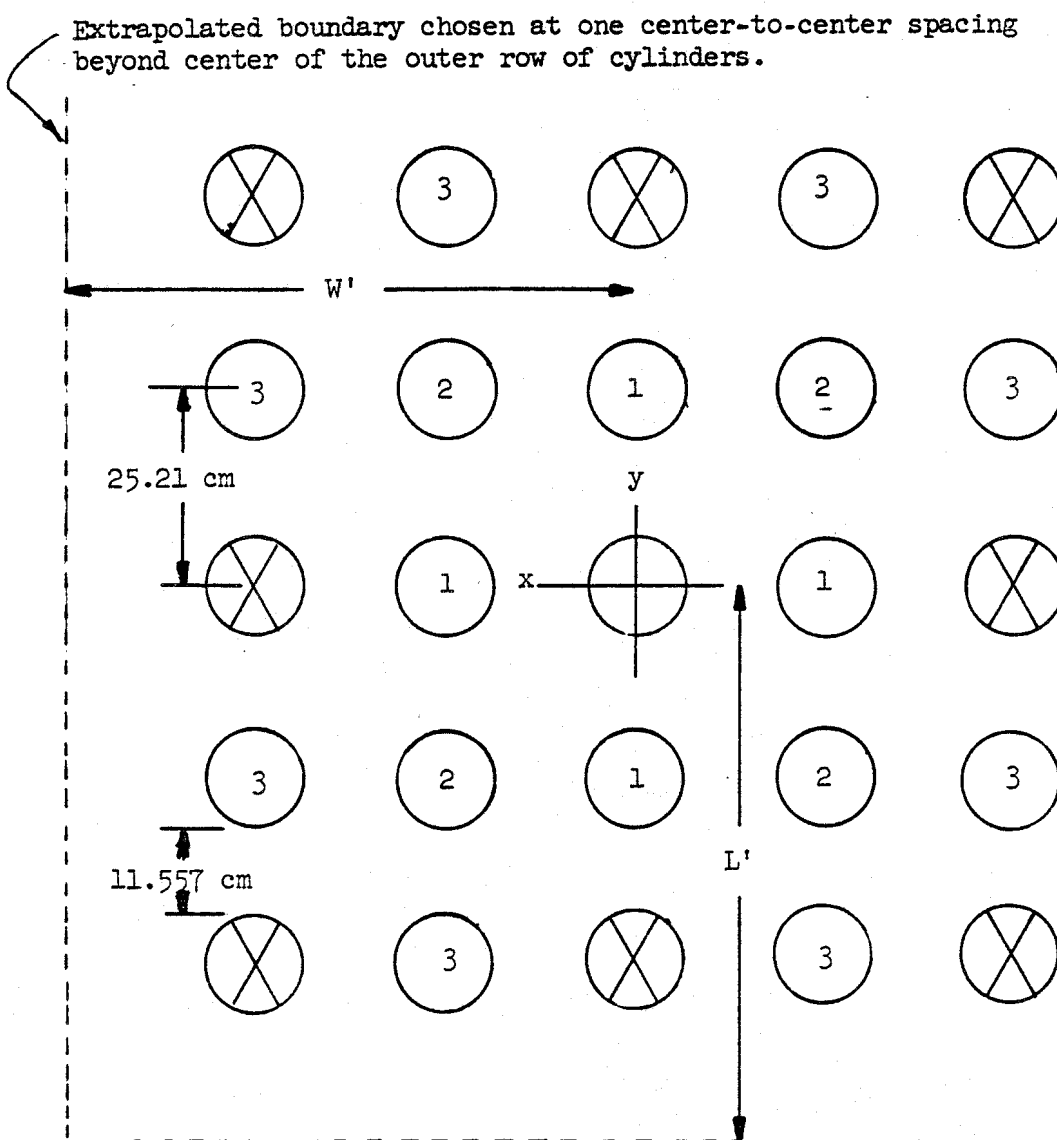 Extrapolated boundary chosen at one center-to-center spacing
beyond center of the outer row of cylinders.
3 3
W'
3 2 1 2 3
25.21 cm
y
1 x 1
3 2 1 2 3
L'
11.557 cm
3 3